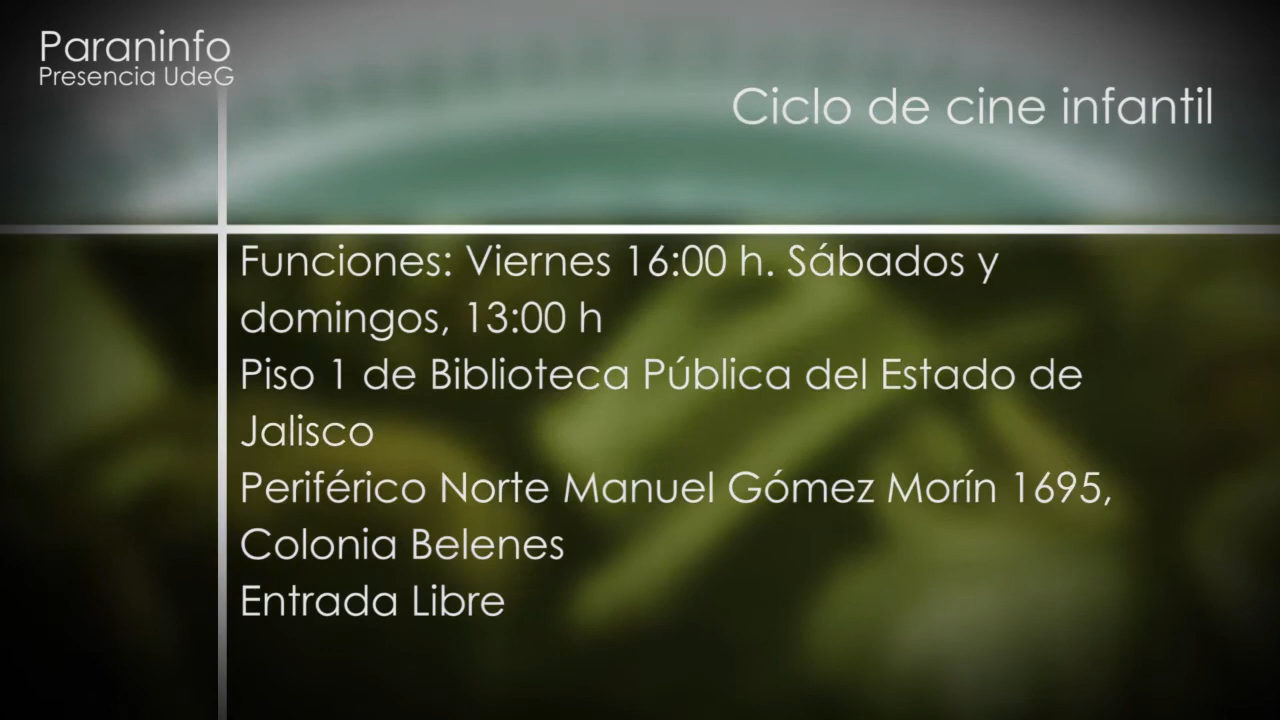 Paraninfo
Presencia UdeG
Ciclo de cine infantil
Funciones: Viernes 16:00 h. Sábados y
domingos, 13:00 h
Piso 1 de Biblioteca Pública del Estado de
Jalisco
Periférico Norte Manuel Gómez Morín 1695,
Colonia Belenes
Entrada Libre